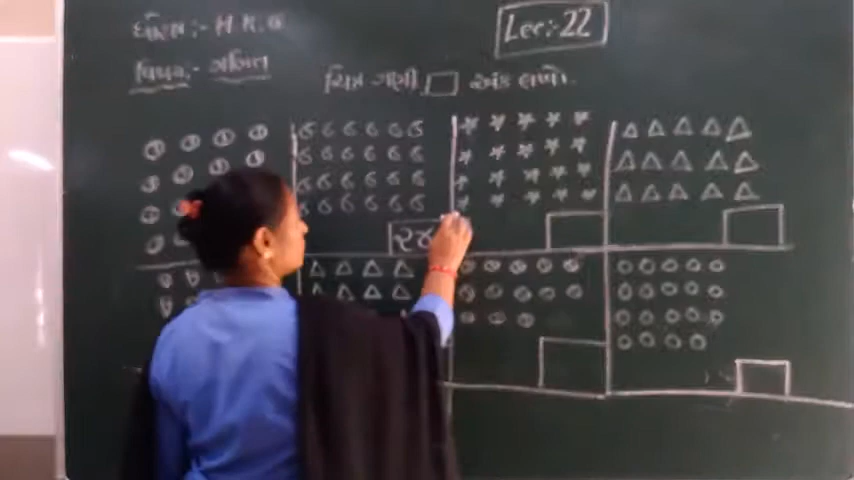 ધોરણ :- H.K.G
Lec:- 22
વિષય:- ગણિત
ચિત્ર ગણી □ અંક લખો.
૨૪